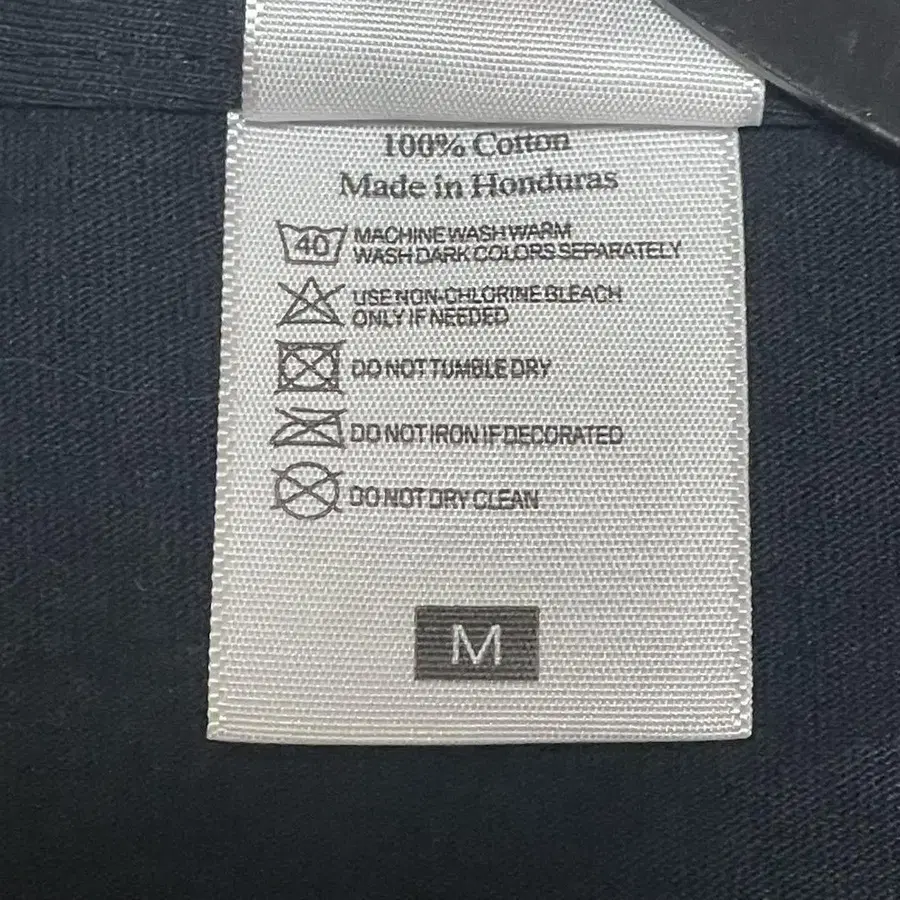 100% Cotton
Made in Honduras
40 MACHINE WASH WARM
WASH DARK COLORS SEPARATELY
USE NON-CHLORINE BLEACH
ONLY IF NEEDED
DO NOT TUMBLE DRY
DO NOT IRON IF DECORATED
DO NOT DRY CLEAN
M